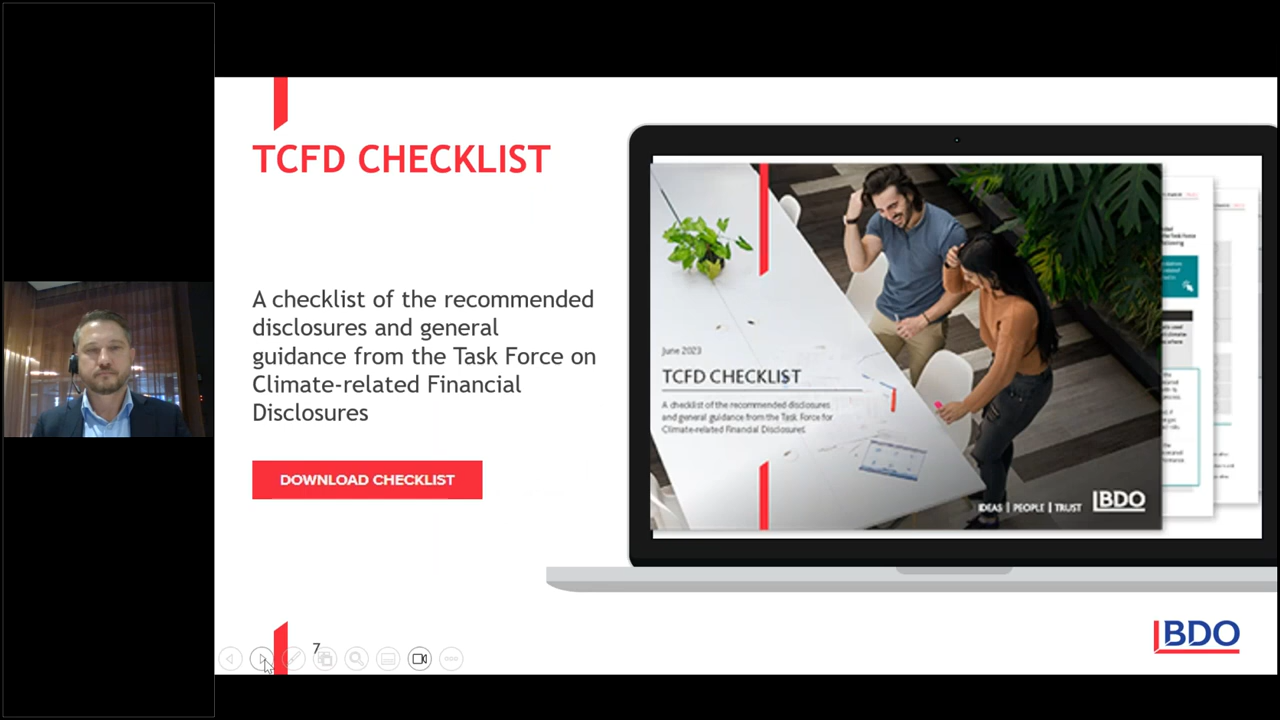 TCFD CHECKLIST
A checklist of the recommended
disclosures and general
guidance from the Task Force on
Climate-related Financial
Disclosures
DOWNLOAD CHECKLIST
June 2023
TCFD CHECKLIST
A checklist of the recommended disclosures
and general guidance from the Task Force for
Climate-related Financial Disclosures
IDEAS | PEOPLE | TRUST
BDO
7
BDO